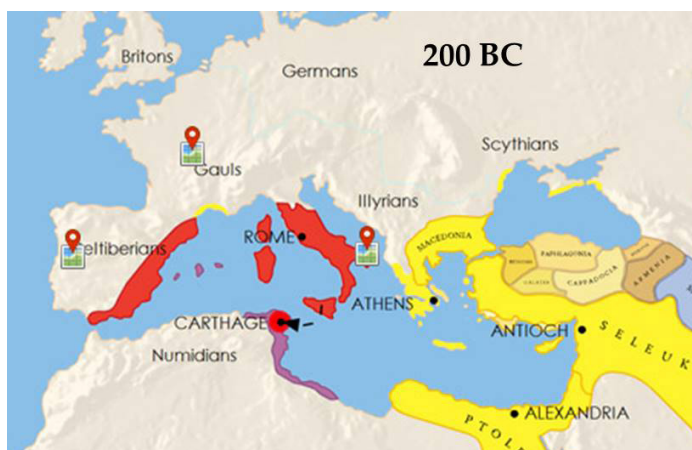 200 BC
Britons
Germans
Scythians
Gauls
Illyrians
eltiberians
ROME
MACEDONIA
PAPHLAGONIA
CAPPADOCIA
ARMENIA
ATHENS
CARTHAGE
ANTIOCH
SELEUK
Numidians
ALEXANDRIA
PTOL